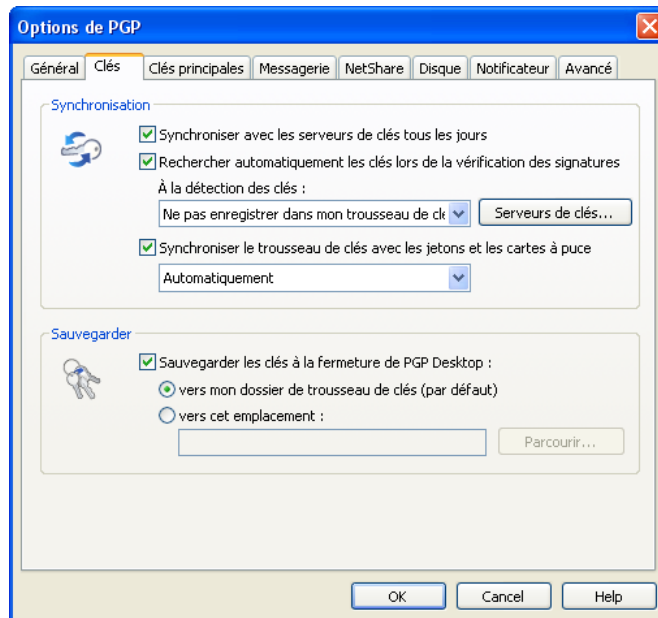 Options de PGP
Général Clés Clés principales Messagerie NetShare Disque Notificateur Avancé
Synchronisation
Synchroniser avec les serveurs de clés tous les jours
Rechercher automatiquement les clés lors de la vérification des signatures
À la détection des clés :
Ne pas enregistrer dans mon trousseau de clé Serveurs de clés...
Synchroniser le trousseau de clés avec les jetons et les cartes à puce
Automatiquement
Sauvegarder
Sauvegarder les clés à la fermeture de PGP Desktop :
vers mon dossier de trousseau de clés (par défaut)
vers cet emplacement :
Parcourir...
OK Cancel Help